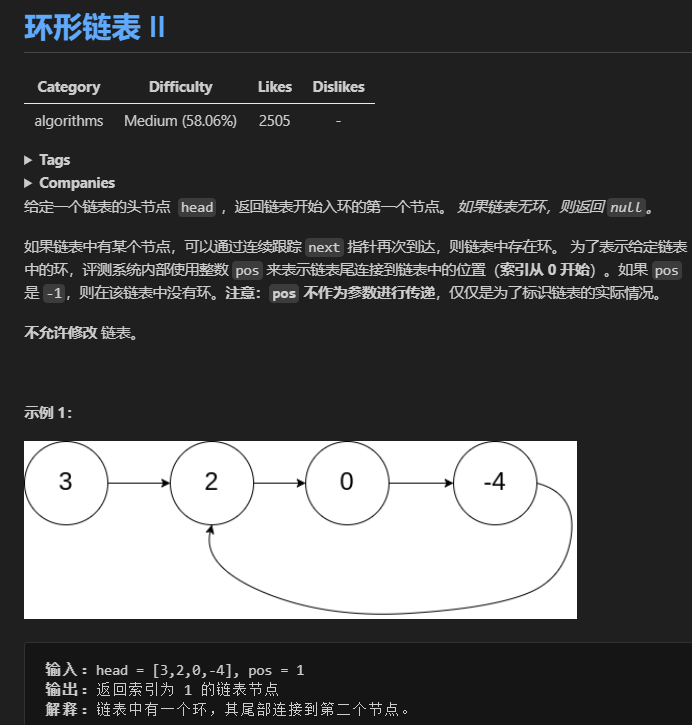 环形链表 II
Category Difficulty Likes Dislikes
algorithms Medium (58.06%) 2505 -
Tags
Companies
给定一个链表的头节点 head ，返回链表开始入环的第一个节点。 如果链表无环，则返回 null。
如果链表中有某个节点，可以通过连续跟踪 next 指针再次到达，则链表中存在环。 为了表示给定链表
中的环，评测系统内部使用整数 pos 来表示链表尾连接到链表中的位置（索引从 0 开始）。如果 pos
是 -1，则在该链表中没有环。注意：pos 不作为参数进行传递，仅仅是为了标识链表的实际情况。
不允许修改 链表。
示例 1：
3 2 0 -4
输入：head = [3,2,0,-4], pos = 1
输出：返回索引为 1 的链表节点
解释：链表中有一个环，其尾部连接到第二个节点。